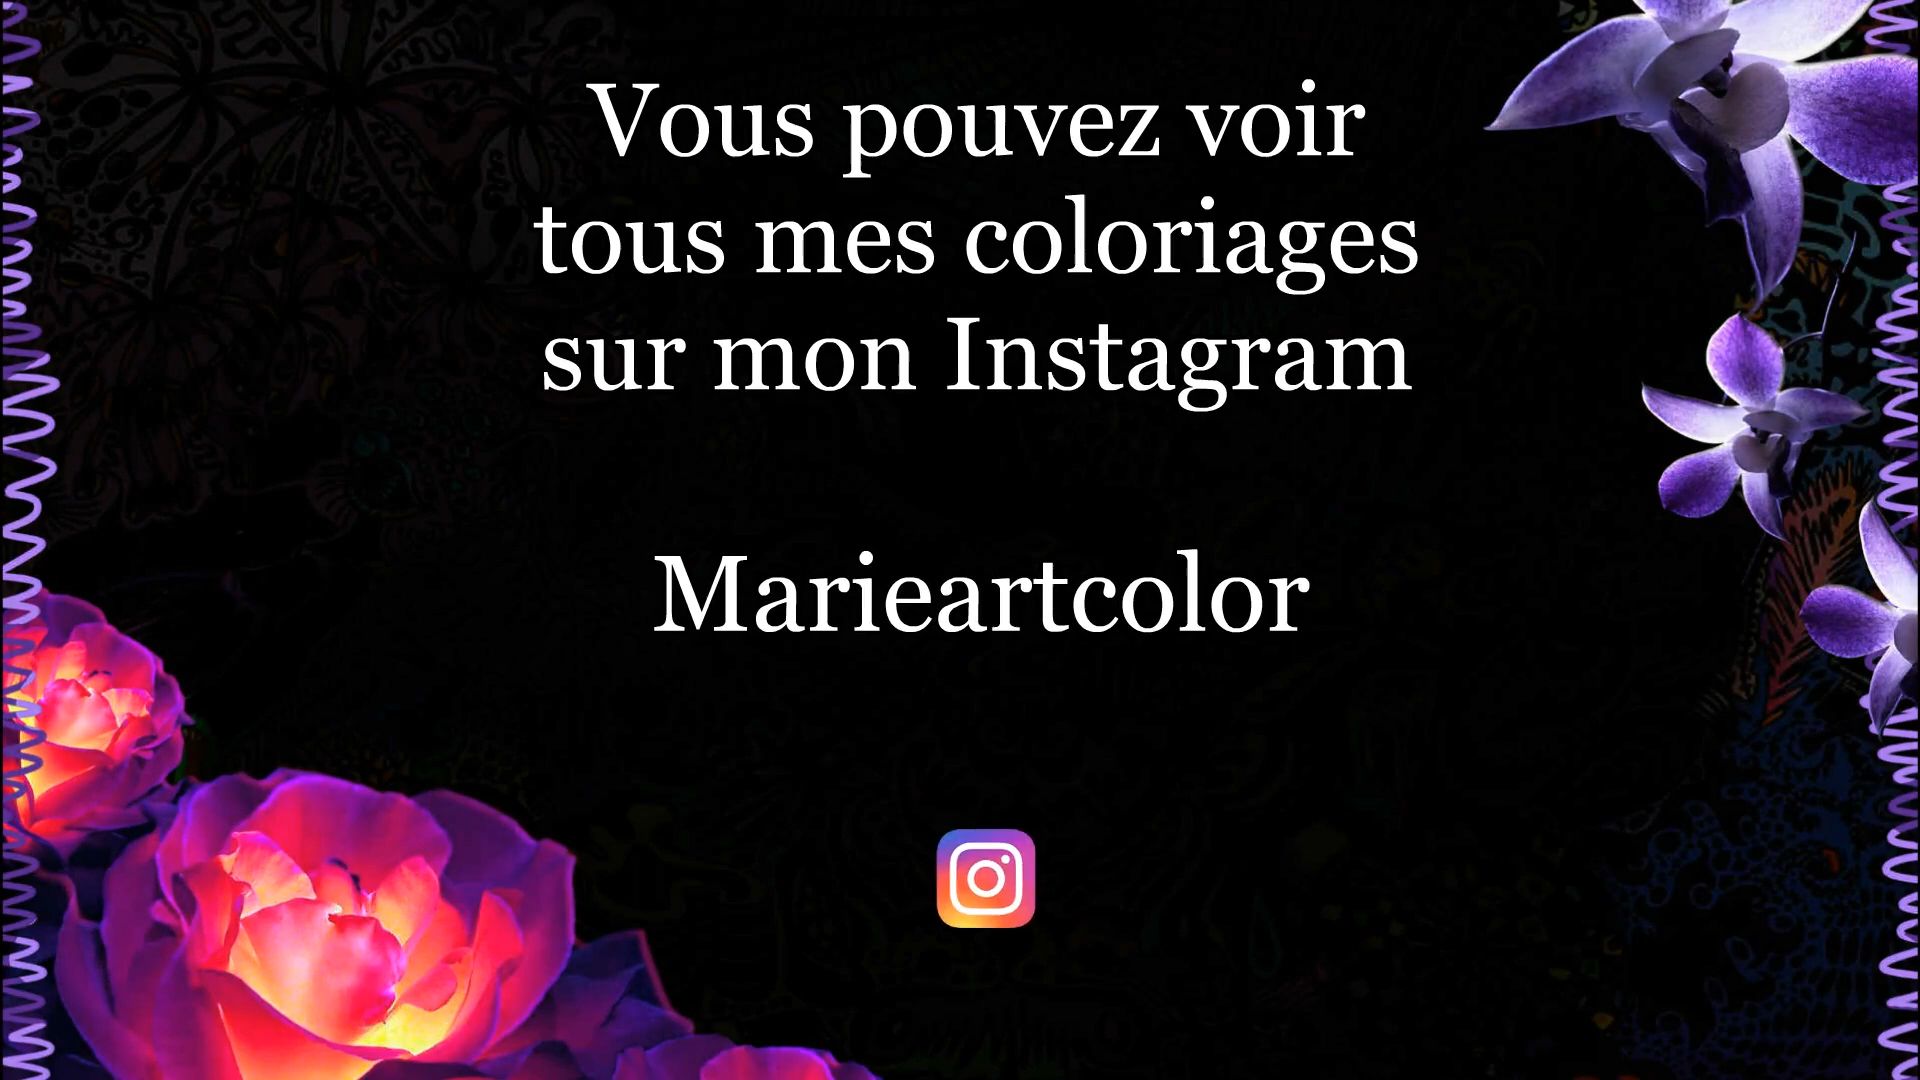 Vous pouvez voir
tous mes coloriages
sur mon Instagram
Marieartcolor